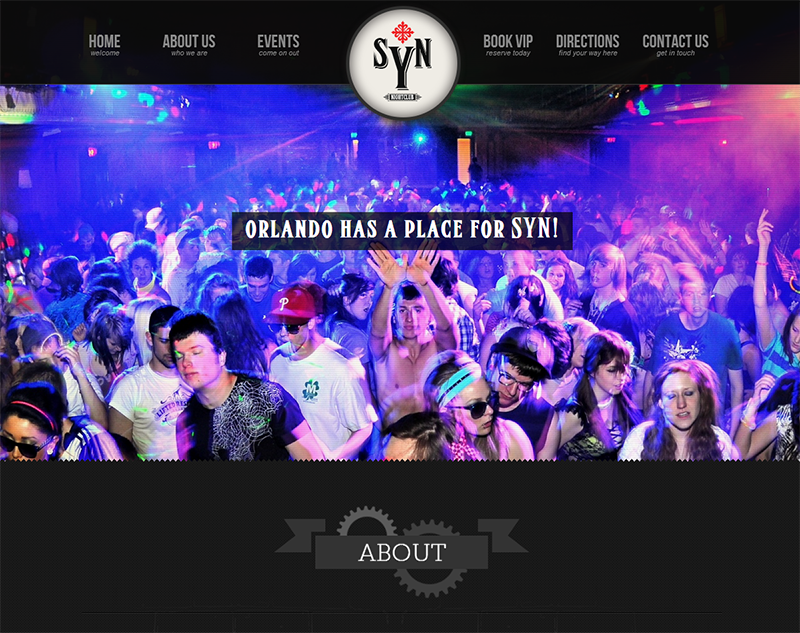 HOME
welcome
ABOUT US
who we are
EVENTS
come on out
SYN
NIGHTCLUB
BOOK VIP
reserve today
DIRECTIONS
find your way here
CONTACT US
get in touch
ORLANDO HAS A PLACE FOR SYN!
P
ABOUT